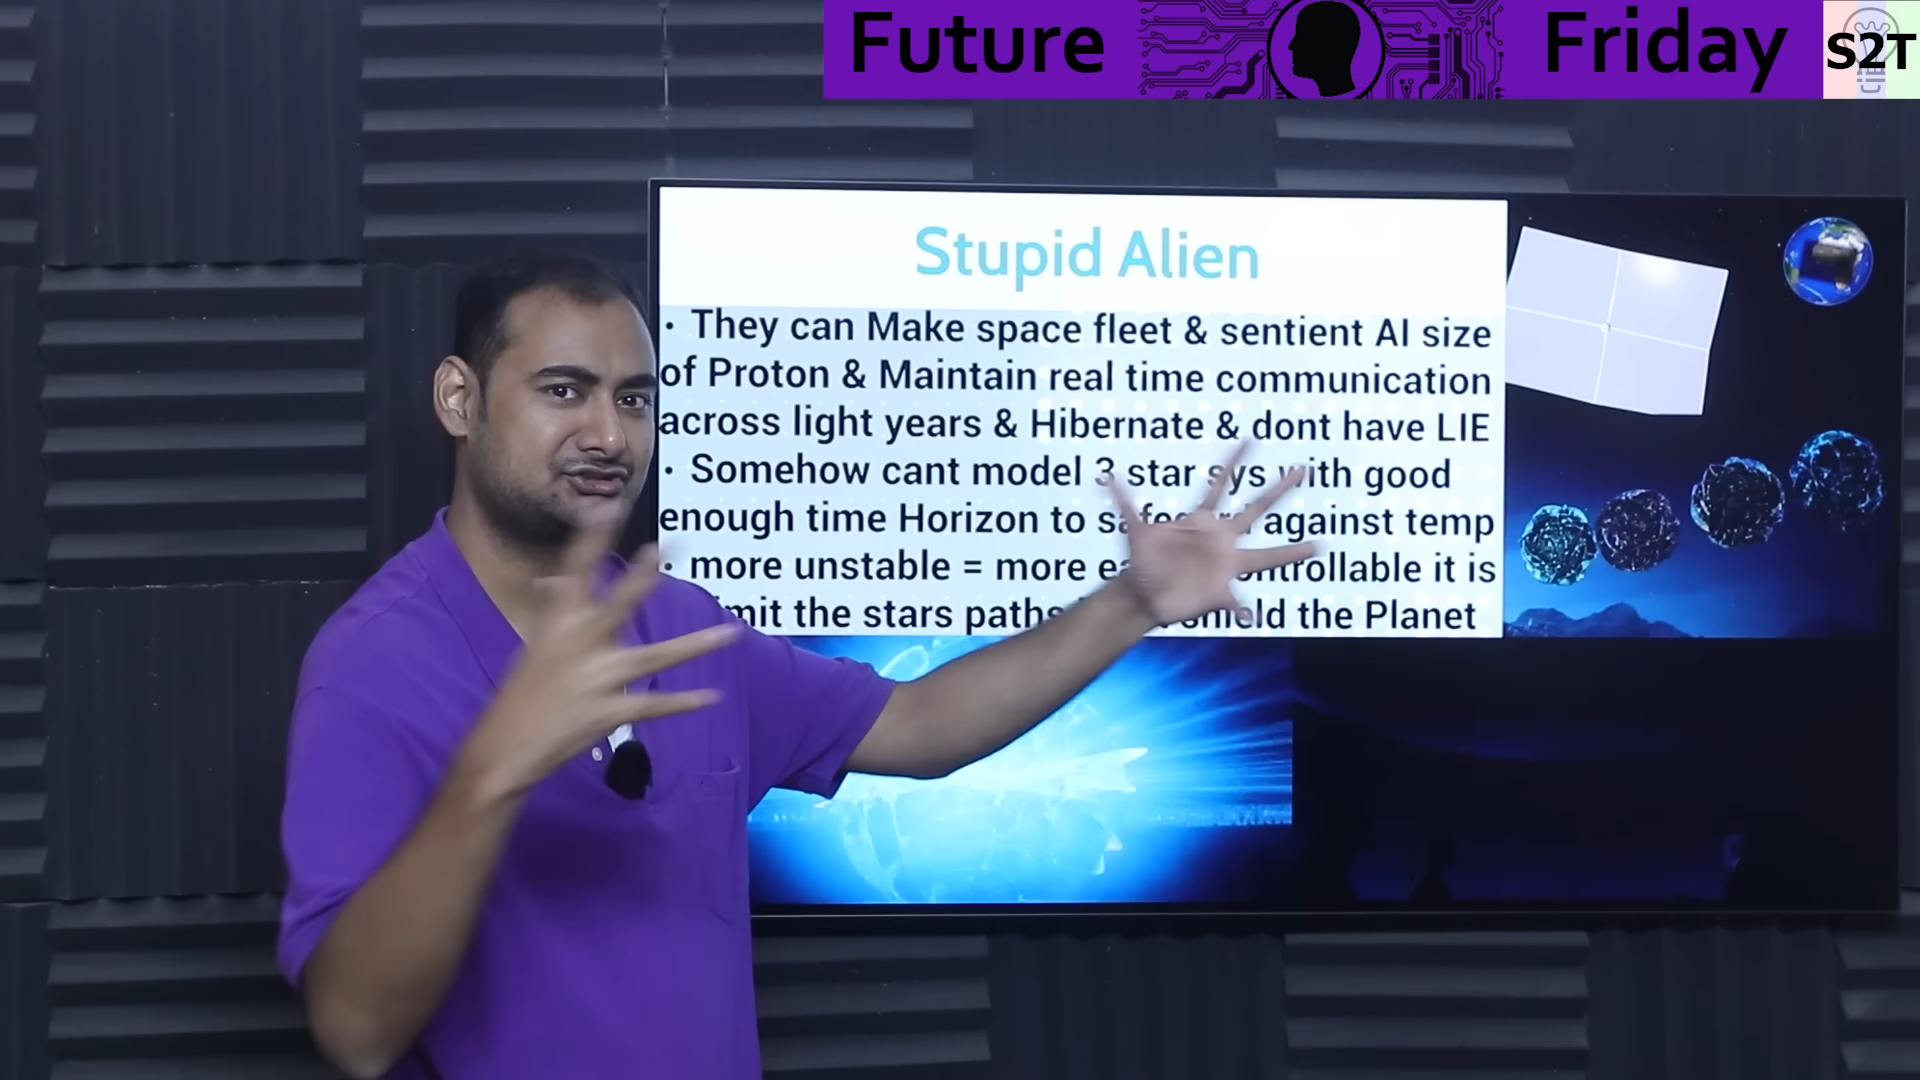 Future Friday S2T
Stupid Alien
• They can Make space fleet & sentient AI size
of Proton & Maintain real time communication
across light years & Hibernate & dont have LIE
• Somehow cant model 3 star sys with good
enough time Horizon to against temp
• more unstable = more it is
the stars paths the Planet